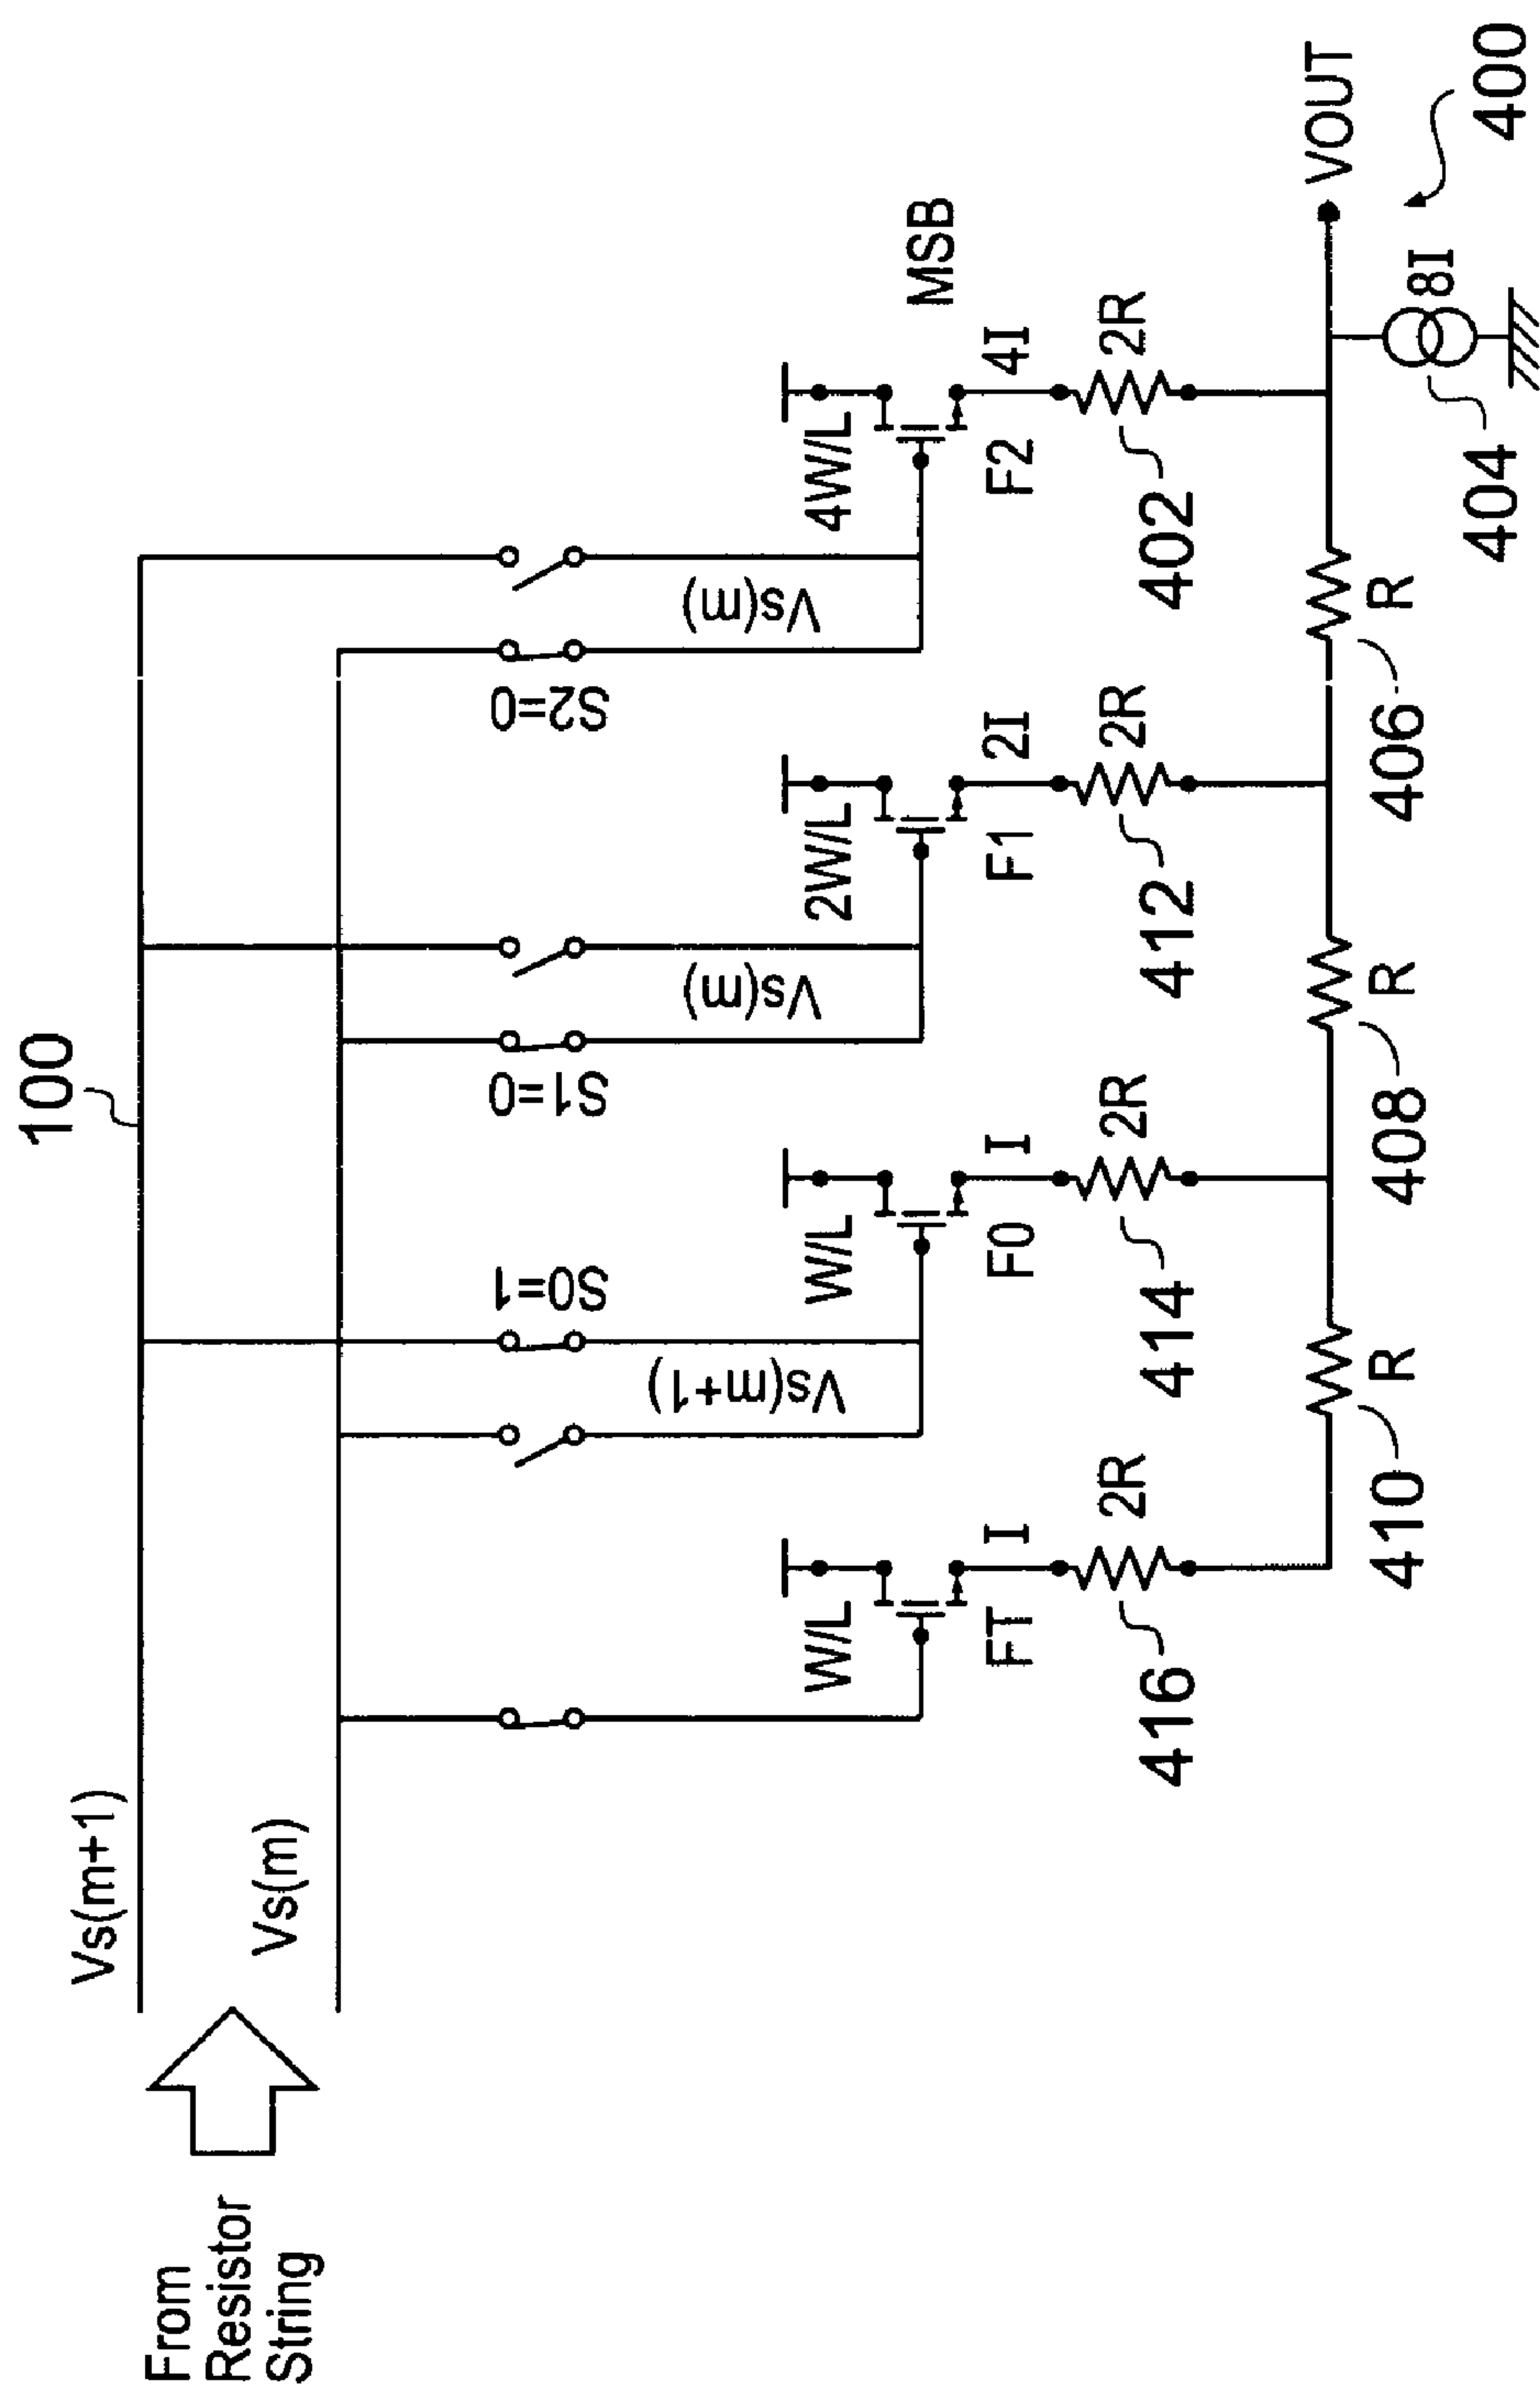 From
Resistor
String
Vs(m+1)
Vs(m)
100
S0=1
Vs(m+1)
S1=0
Vs(m)
S2=0
Vs(m)
W/L
FT
I
W/L
F0
I
2W/L
F1
2I
4W/L
F2
4I
MSB
416
2R
414
2R
412
2R
402
2R
410
R
408
R
406
R
404
8I
VOUT
400